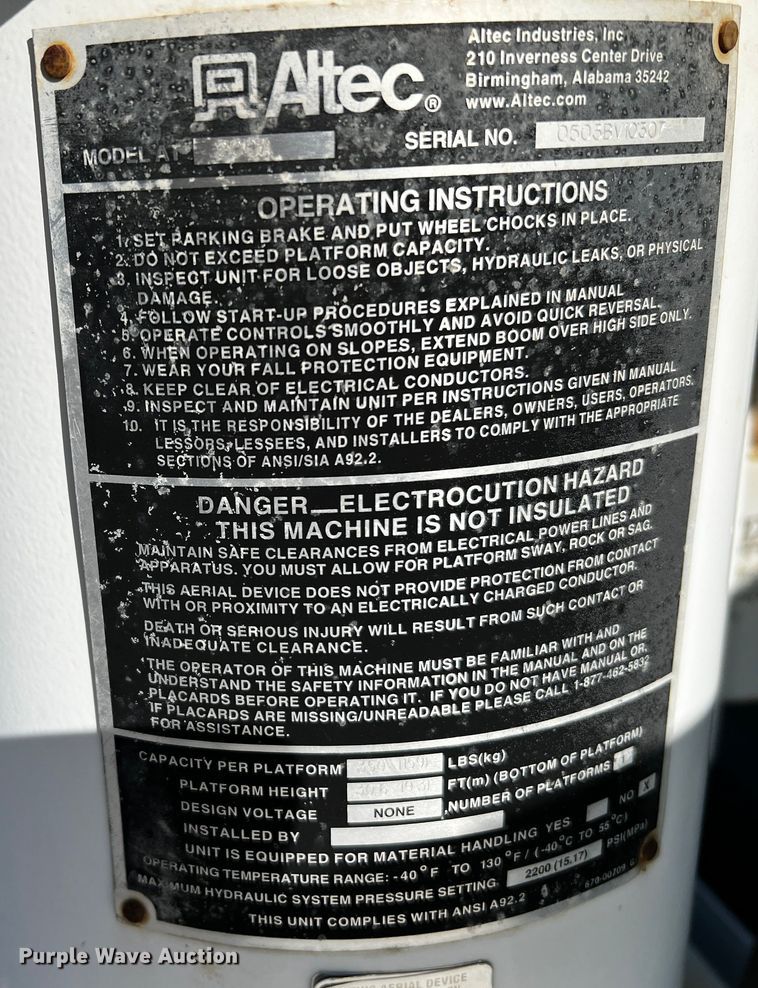 Altec®
Altec Industries, Inc
210 Inverness Center Drive
Birmingham, Alabama 35242
www.Altec.com
MODEL AT
SERIAL NO. 0505BV10307
OPERATING INSTRUCTIONS
1. SET PARKING BRAKE AND PUT WHEEL CHOCKS IN PLACE.
2. DO NOT EXCEED PLATFORM CAPACITY.
3. INSPECT UNIT FOR LOOSE OBJECTS, HYDRAULIC LEAKS, OR PHYSICAL
DAMAGE.
4. FOLLOW START-UP PROCEDURES EXPLAINED IN MANUAL
5. OPERATE CONTROLS SMOOTHLY AND AVOID QUICK REVERSAL.
6. WHEN OPERATING ON SLOPES, EXTEND BOOM OVER HIGH SIDE ONLY.
7. WEAR YOUR FALL PROTECTION EQUIPMENT.
8. KEEP CLEAR OF ELECTRICAL CONDUCTORS.
9. INSPECT AND MAINTAIN UNIT PER INSTRUCTIONS GIVEN IN MANUAL
10. IT IS THE RESPONSIBILITY OF THE DEALERS, OWNERS, USERS, OPERATORS,
LESSORS, LESSEES, AND INSTALLERS TO COMPLY WITH THE APPROPRIATE
SECTIONS OF ANSI/SIA A92.2.
DANGER—ELECTROCUTION HAZARD
THIS MACHINE IS NOT INSULATED
MAINTAIN SAFE CLEARANCES FROM ELECTRICAL POWER LINES AND
APPARATUS. YOU MUST ALLOW FOR PLATFORM SWAY, ROCK OR SAG.
THIS AERIAL DEVICE DOES NOT PROVIDE PROTECTION FROM CONTACT
WITH OR PROXIMITY TO AN ELECTRICALLY CHARGED CONDUCTOR.
DEATH OR SERIOUS INJURY WILL RESULT FROM SUCH CONTACT OR
INADEQUATE CLEARANCE.
THE OPERATOR OF THIS MACHINE MUST BE FAMILIAR WITH AND
UNDERSTAND THE SAFETY INFORMATION IN THE MANUAL AND ON THE
PLACARDS BEFORE OPERATING IT. IF YOU DO NOT HAVE MANUAL OR
IF PLACARDS ARE MISSING/UNREADABLE PLEASE CALL 1-877-462-5832
FOR ASSISTANCE.
CAPACITY PER PLATFORM LBS(kg)
PLATFORM HEIGHT FT(m) (BOTTOM OF PLATFORM)
DESIGN VOLTAGE NONE NUMBER OF PLATFORMS 1
INSTALLED BY
UNIT IS EQUIPPED FOR MATERIAL HANDLING YES NO X
OPERATING TEMPERATURE RANGE: -40°F TO 130°F / (-40°C TO 55°C)
MAXIMUM HYDRAULIC SYSTEM PRESSURE SETTING 2200 (15.17) PSI(MPa)
THIS UNIT COMPLIES WITH ANSI A92.2 670-00709
AERIAL DEVICE
Purple Wave Auction